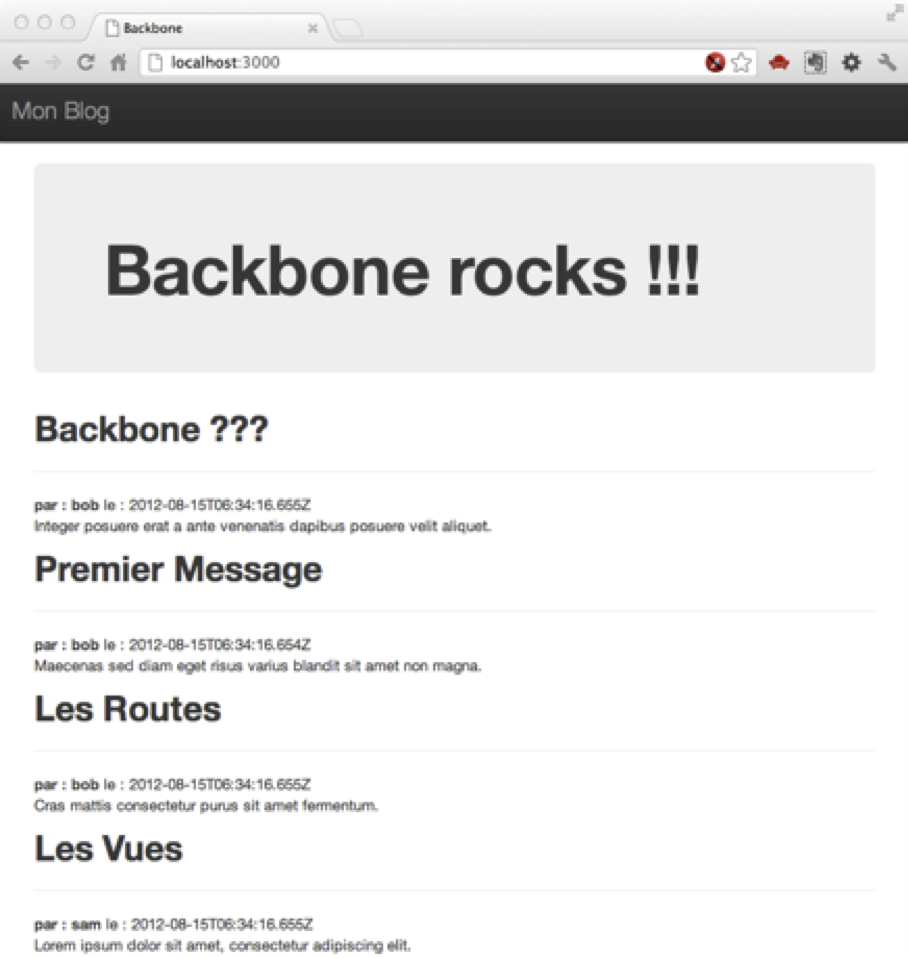 Backbone
localhost:3000
Mon Blog
Backbone rocks !!!
Backbone ???
par : bob le : 2012-08-15T06:34:16.655Z
Integer posuere erat a ante venenatis dapibus posuere velit aliquet.
Premier Message
par : bob le : 2012-08-15T06:34:16.654Z
Maecenas sed diam eget risus varius blandit sit amet non magna.
Les Routes
par : bob le : 2012-08-15T06:34:16.655Z
Cras mattis consectetur purus sit amet fermentum.
Les Vues
par : sam le : 2012-08-15T06:34:16.655Z
Lorem ipsum dolor sit amet, consectetur adipiscing elit.